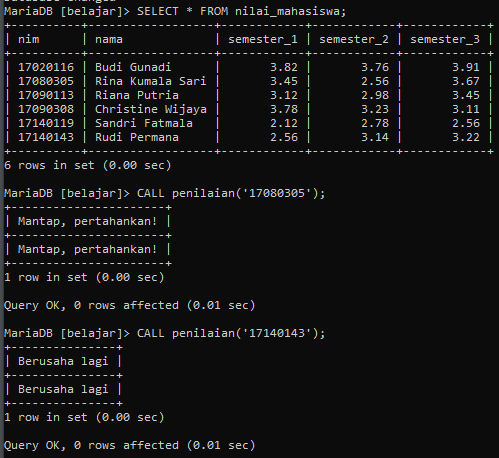 MariaDB [belajar]> SELECT * FROM nilai_mahasiswa;
+----------+------------------+------------+------------+------------+
| nim      | nama             | semester_1 | semester_2 | semester_3 |
+----------+------------------+------------+------------+------------+
| 17020116 | Budi Gunadi      |       3.82 |       3.76 |       3.91 |
| 17080305 | Rina Kumala Sari |       3.45 |       2.56 |       3.67 |
| 17090113 | Riana Putria     |       3.12 |       2.98 |       3.45 |
| 17090308 | Christine Wijaya |       3.78 |       3.23 |       3.11 |
| 17140119 | Sandri Fatmala   |       2.12 |       2.78 |       2.56 |
| 17140143 | Rudi Permana     |       2.56 |       3.14 |       3.22 |
+----------+------------------+------------+------------+------------+
6 rows in set (0.00 sec)
MariaDB [belajar]> CALL penilaian('17080305');
+----------------------+
| Mantap, pertahankan! |
+----------------------+
| Mantap, pertahankan! |
+----------------------+
1 row in set (0.00 sec)
Query OK, 0 rows affected (0.01 sec)
MariaDB [belajar]> CALL penilaian('17140143');
+---------------+
| Berusaha lagi |
+---------------+
| Berusaha lagi |
+---------------+
1 row in set (0.00 sec)
Query OK, 0 rows affected (0.01 sec)